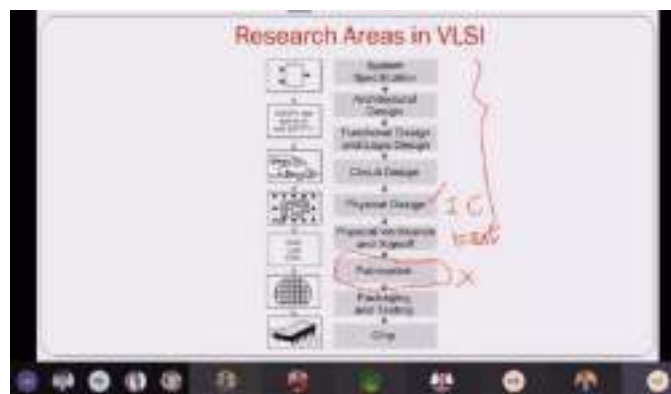 Research Areas in VLSI
System
Specification
Architectural
Design
Functional Design
and Logic Design
Circuit Design
Physical Design
I C
Physical Verification
and Signoff
Fabrication
X
Packaging
and Testing
Chip